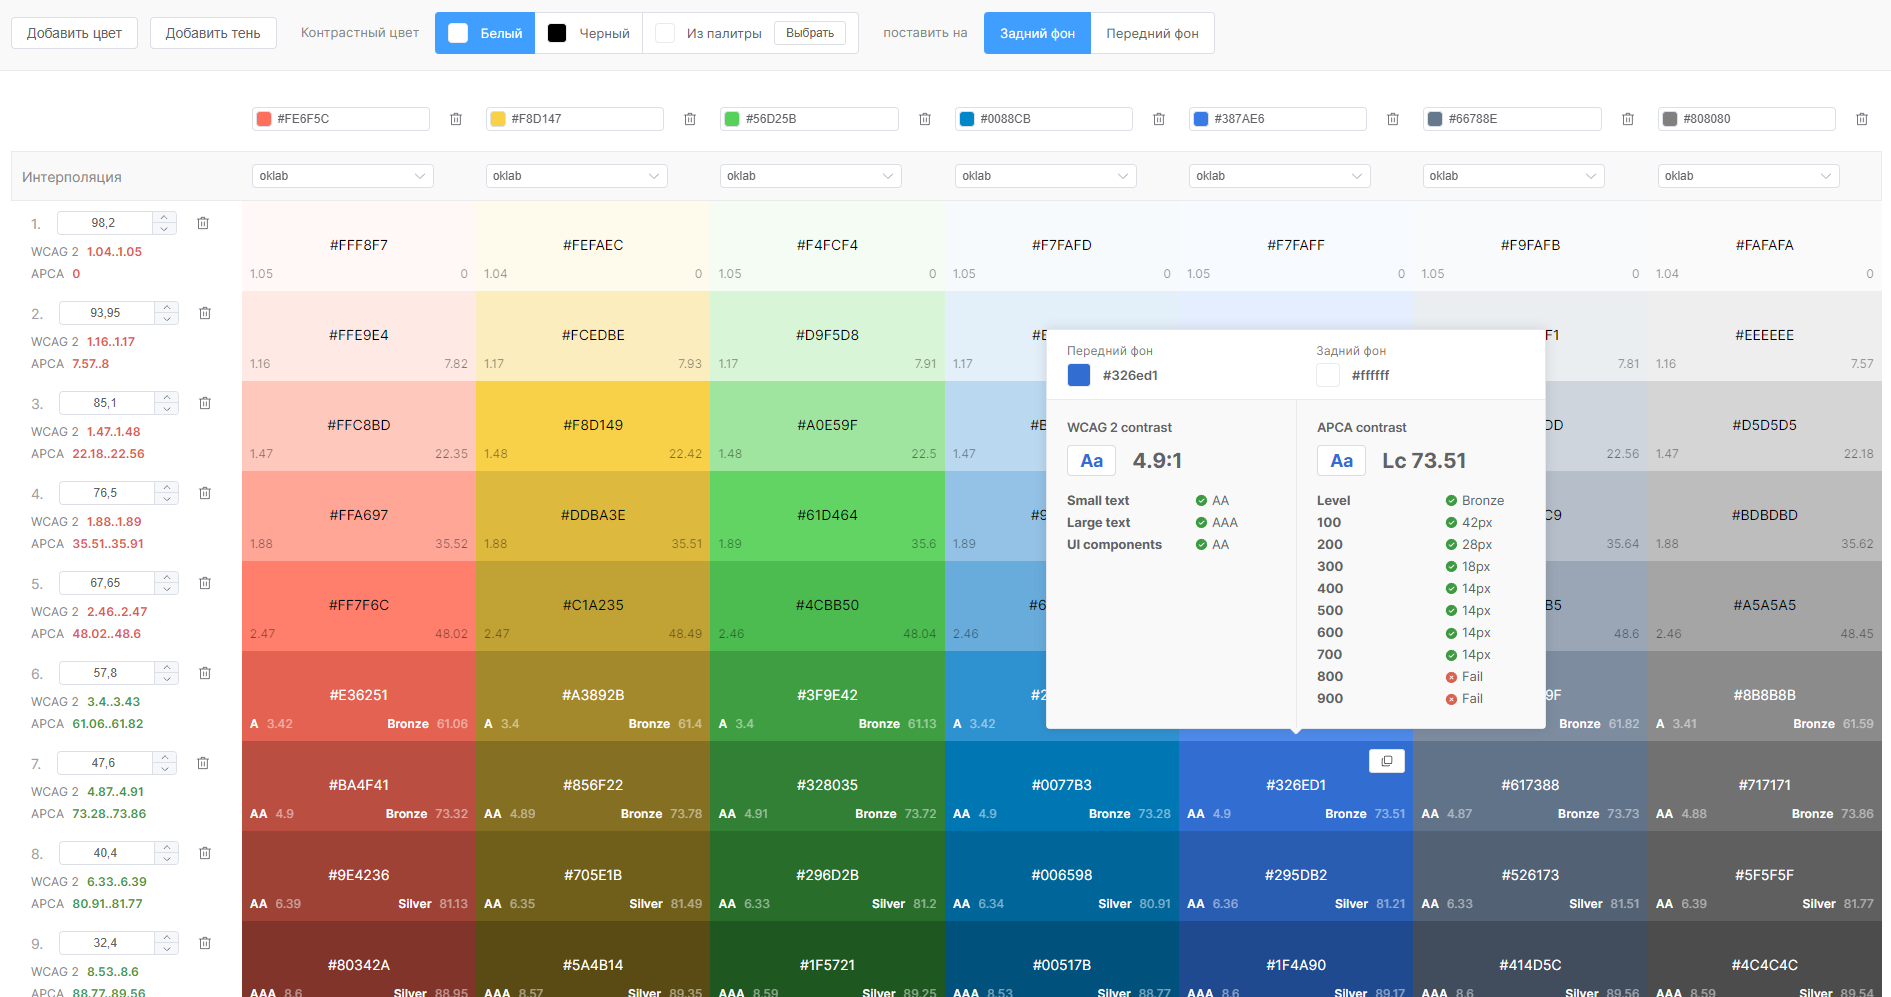 Добавить цвет Добавить тень Контрастный цвет Белый Черный Из палитры Выбрать поставить на Задний фон Передний фон
#FE6F5C #F8D147 #56D25B #0088CB #387AE6 #66788E #808080
Интерполяция oklab oklab oklab oklab oklab oklab oklab
1. 98,2
WCAG 2 1.04..1.05
APCA 0
#FFF8F7 #FEFAEC #F4FCF4 #F7FAFD #F7FAFF #F9FAFB #FAFAFA
1.05 0 1.04 0 1.05 0 1.05 0 1.05 0 1.05 0 1.04 0
2. 93,95
WCAG 2 1.16..1.17
APCA 7.57..8
#FFE9E4 #FCEDBE #D9F5D8 #E F1 #EEEEEE
1.16 7.82 1.17 7.93 1.17 7.91 1.17 7.81 1.16 7.57
3. 85,1
WCAG 2 1.47..1.48
APCA 22.18..22.56
#FFC8BD #F8D149 #A0E59F #B DD #D5D5D5
1.47 22.35 1.48 22.42 1.48 22.5 1.47 22.56 1.47 22.18
4. 76,5
WCAG 2 1.88..1.89
APCA 35.51..35.91
#FFA697 #DDBA3E #61D464 #9 C9 #BDBDBD
1.88 35.52 1.88 35.51 1.89 35.6 1.89 35.64 1.88 35.62
5. 67,65
WCAG 2 2.46..2.47
APCA 48.02..48.6
#FF7F6C #C1A235 #4CBB50 #6 B5 #A5A5A5
2.47 48.02 2.47 48.49 2.46 48.04 2.46 48.6 2.46 48.45
6. 57,8
WCAG 2 3.4..3.43
APCA 61.06..61.82
#E36251 #A3892B #3F9E42 #2 9F #8B8B8B
A 3.42 Bronze 61.06 A 3.4 Bronze 61.4 A 3.4 Bronze 61.13 A 3.42 Bronze 61.82 A 3.41 Bronze 61.59
Передний фон Задний фон
#326ed1 #ffffff
WCAG 2 contrast APCA contrast
Aa 4.9:1 Aa Lc 73.51
Small text AA Level Bronze
Large text AAA 100 42px
UI components AA 200 28px
300 18px
400 14px
500 14px
600 14px
700 14px
800 Fail
900 Fail
7. 47,6
WCAG 2 4.87..4.91
APCA 73.28..73.86
#BA4F41 #856F22 #328035 #0077B3 #326ED1 #617388 #717171
AA 4.9 Bronze 73.32 AA 4.89 Bronze 73.78 AA 4.91 Bronze 73.72 AA 4.9 Bronze 73.28 AA 4.9 Bronze 73.51 AA 4.87 Bronze 73.73 AA 4.88 Bronze 73.86
8. 40,4
WCAG 2 6.33..6.39
APCA 80.91..81.77
#9E4236 #705E1B #296D2B #006598 #295DB2 #526173 #5F5F5F
AA 6.39 Silver 81.13 AA 6.35 Silver 81.49 AA 6.33 Silver 81.2 AA 6.34 Silver 80.91 AA 6.36 Silver 81.21 AA 6.33 Silver 81.51 AA 6.39 Silver 81.77
9. 32,4
WCAG 2 8.53..8.6
APCA 88.77..89.56
#80342A #5A4B14 #1F5721 #00517B #1F4A90 #414D5C #4C4C4C
AAA 8.6 Silver 88.95 AAA 8.57 Silver 89.35 AAA 8.59 Silver 89.25 AAA 8.53 Silver 88.77 AAA 8.6 Silver 89.17 AAA 8.6 Silver 89.56 AAA 8.59 Silver 89.54